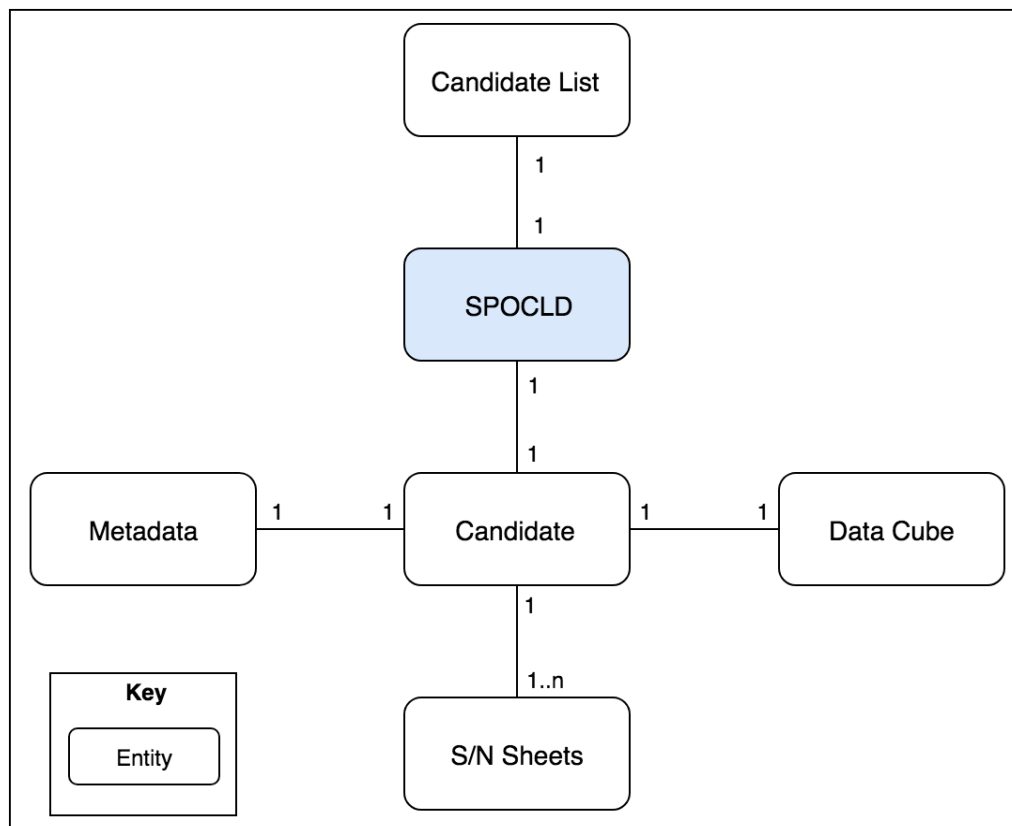 Candidate List
1
1
SPOCLD
1
1
Metadata
1
1
Candidate
1
1
Data Cube
1
1..n
S/N Sheets
Key
Entity